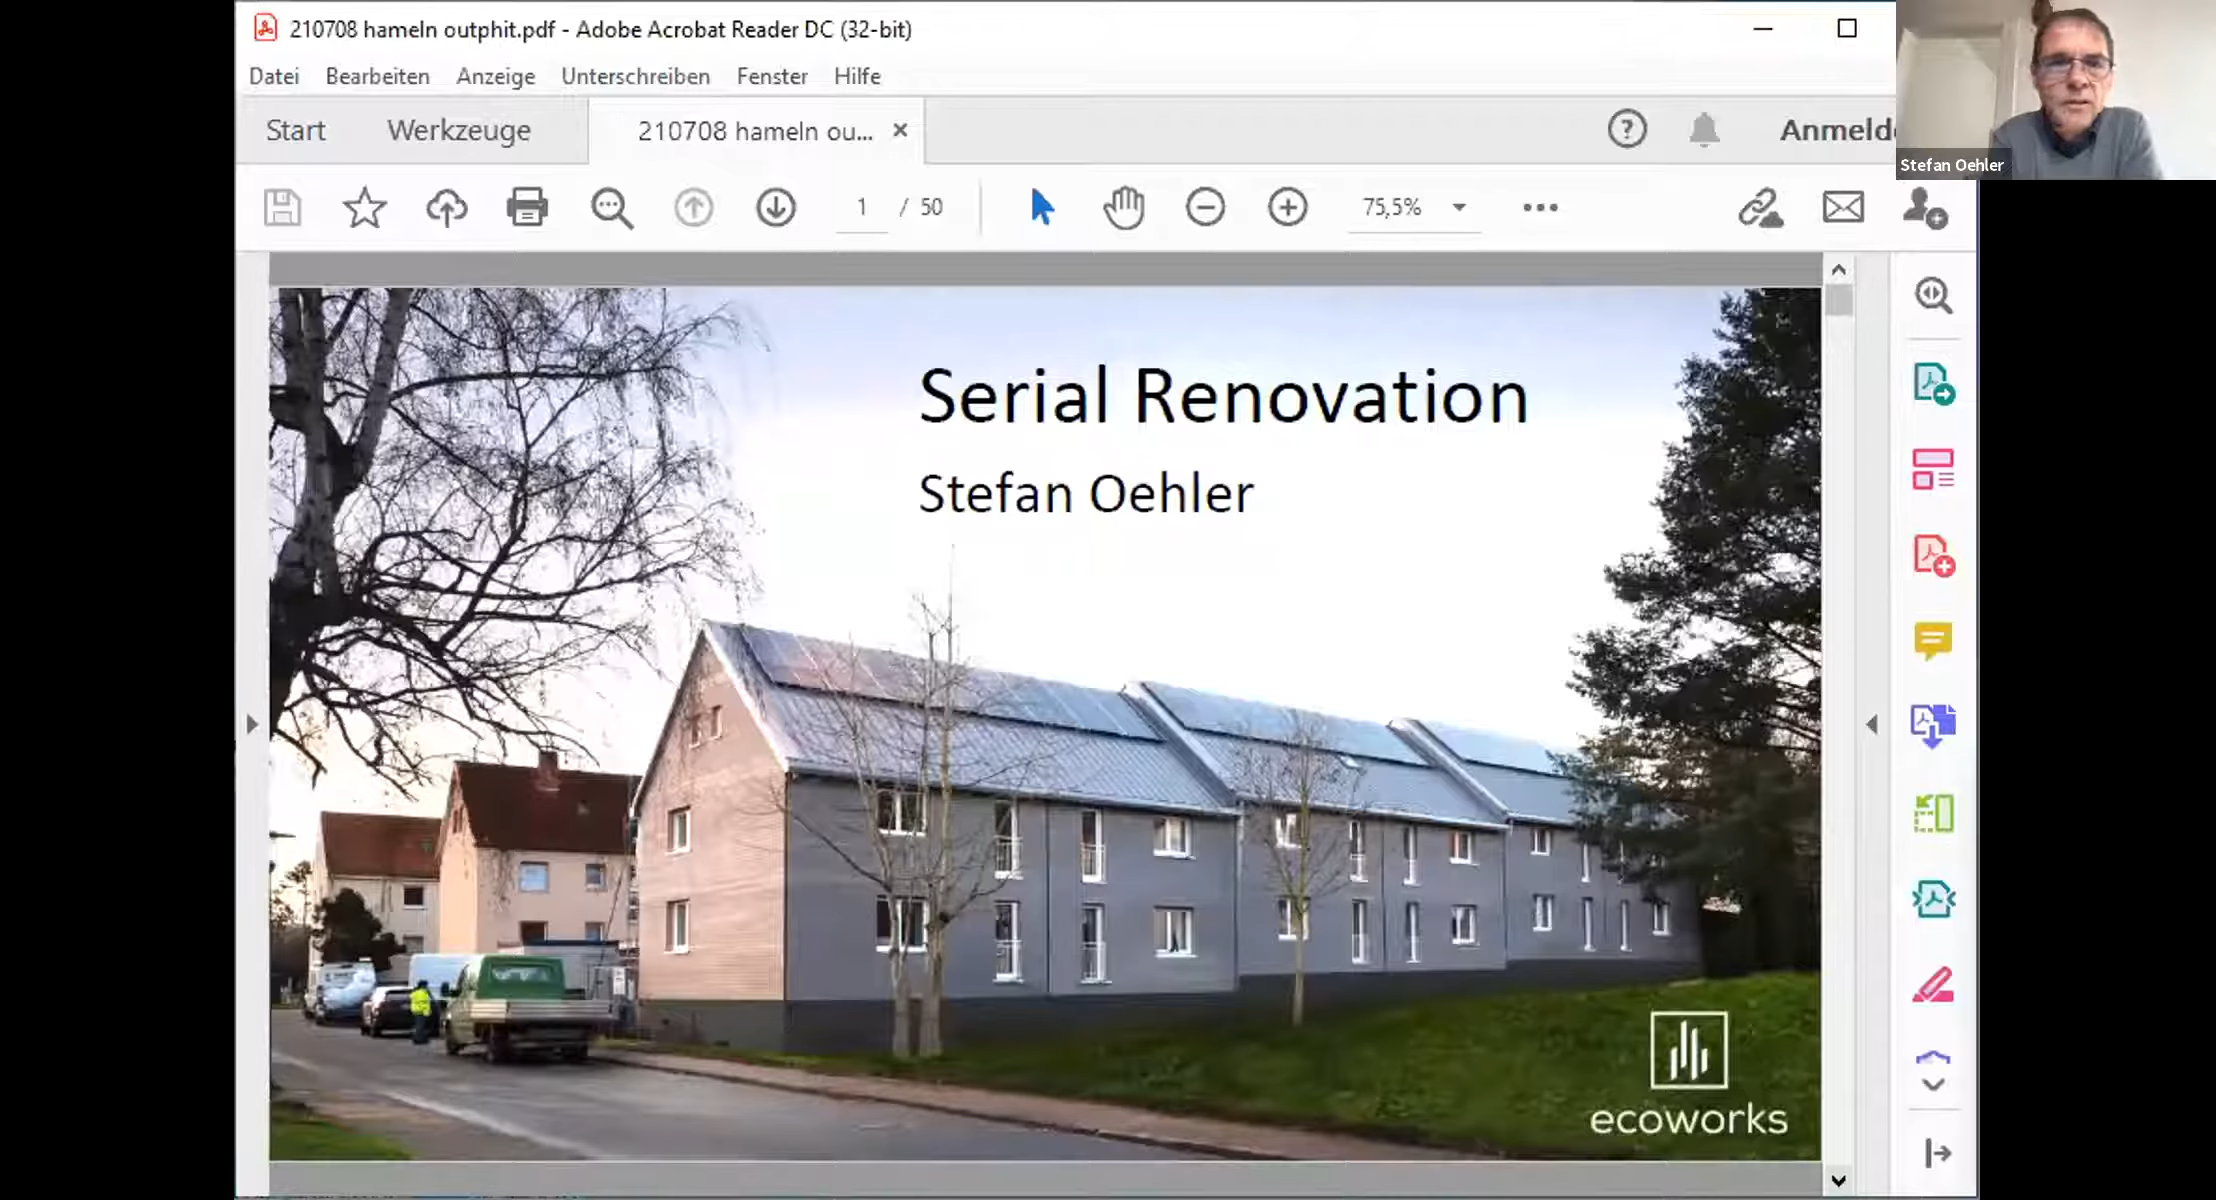 210708 hameln outphit.pdf - Adobe Acrobat Reader DC (32-bit)
Datei Bearbeiten Anzeige Unterschreiben Fenster Hilfe
Start Werkzeuge 210708 hameln ou... Anmeld
Stefan Oehler
1 / 50 75,5%
Serial Renovation
Stefan Oehler
ecoworks